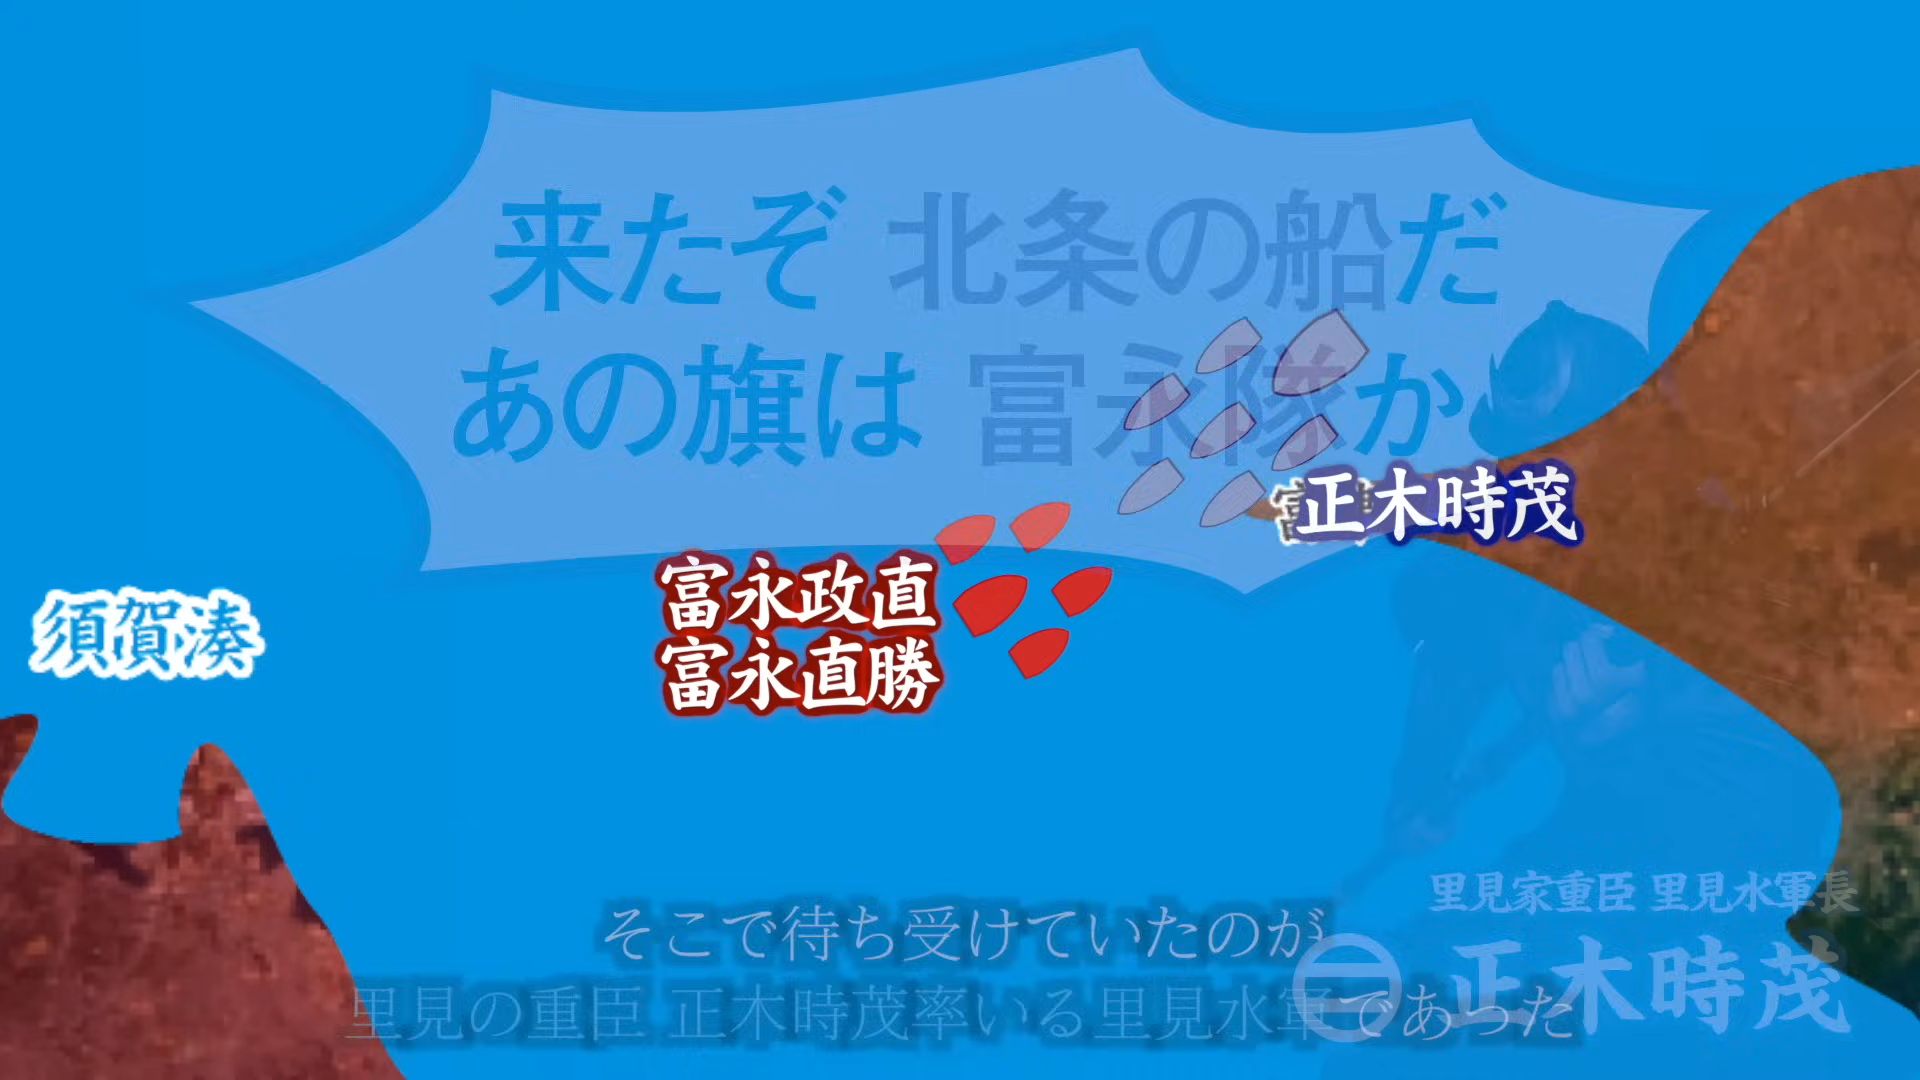 来たぞ 北条の船だ
あの旗は 富永隊か
正木時茂
富永政直
富永直勝
須賀湊
里見家重臣 里見水軍長
正木時茂
そこで待ち受けていたのが
里見の重臣 正木時茂率いる里見水軍であった